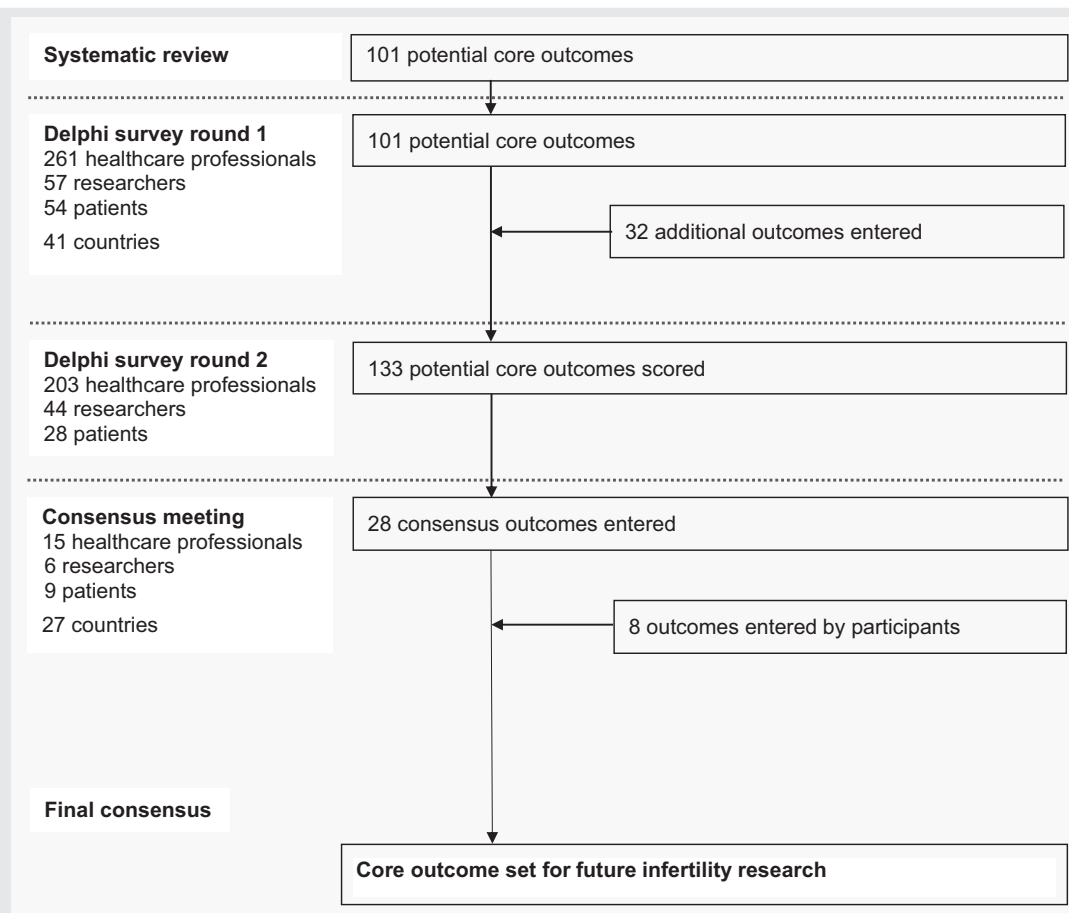 Systematic review
101 potential core outcomes
Delphi survey round 1
261 healthcare professionals
57 researchers
54 patients
41 countries
101 potential core outcomes
32 additional outcomes entered
Delphi survey round 2
203 healthcare professionals
44 researchers
28 patients
133 potential core outcomes scored
Consensus meeting
15 healthcare professionals
6 researchers
9 patients
27 countries
28 consensus outcomes entered
8 outcomes entered by participants
Final consensus
Core outcome set for future infertility research